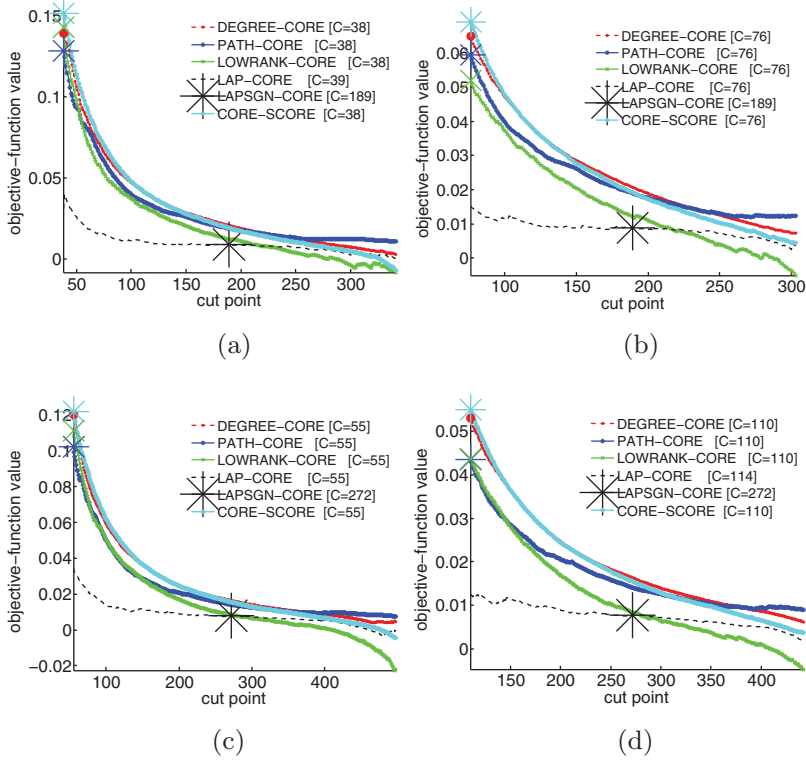 0.15
0.1
0.05
0
objective−function value
50 100 150 200 250 300
cut point
DEGREE−CORE [C=38]
PATH−CORE [C=38]
LOWRANK−CORE [C=38]
LAP−CORE [C=39]
LAPSGN−CORE [C=189]
CORE−SCORE [C=38]
(a)
0.06
0.05
0.04
0.03
0.02
0.01
0
objective−function value
100 150 200 250 300
cut point
DEGREE−CORE [C=76]
PATH−CORE [C=76]
LOWRANK−CORE [C=76]
LAP−CORE [C=76]
LAPSGN−CORE [C=189]
CORE−SCORE [C=76]
(b)
0.12
0.1
0.08
0.06
0.04
0.02
0
−0.02
objective−function value
100 200 300 400
cut point
DEGREE−CORE [C=55]
PATH−CORE [C=55]
LOWRANK−CORE [C=55]
LAP−CORE [C=55]
LAPSGN−CORE [C=272]
CORE−SCORE [C=55]
(c)
0.05
0.04
0.03
0.02
0.01
0
objective−function value
150 200 250 300 350 400
cut point
DEGREE−CORE [C=110]
PATH−CORE [C=110]
LOWRANK−CORE [C=110]
LAP−CORE [C=114]
LAPSGN−CORE [C=272]
CORE−SCORE [C=110]
(d)